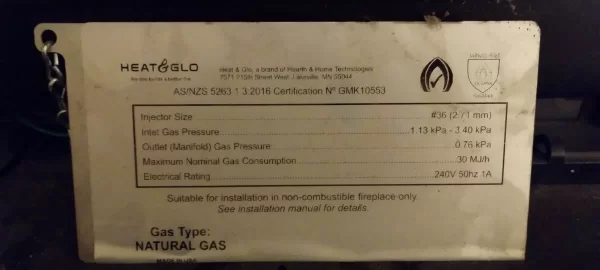 HEAT & GLO
Heat & Glo, a brand of Hearth & Home Technologies
7571 215th Street West, Lakeville, MN 55044
AS/NZS 5263.1.3:2016 Certification Nº GMK10553
Injector Size #36 (2.71 mm)
Inlet Gas Pressure 1.13 kPa - 3.40 kPa
Outlet (Manifold) Gas Pressure 0.76 kPa
Maximum Nominal Gas Consumption 30 MJ/h
Electrical Rating 240V 50hz 1A
Suitable for installation in non-combustible fireplace only.
See installation manual for details.
Gas Type:
NATURAL GAS
MADE IN USA